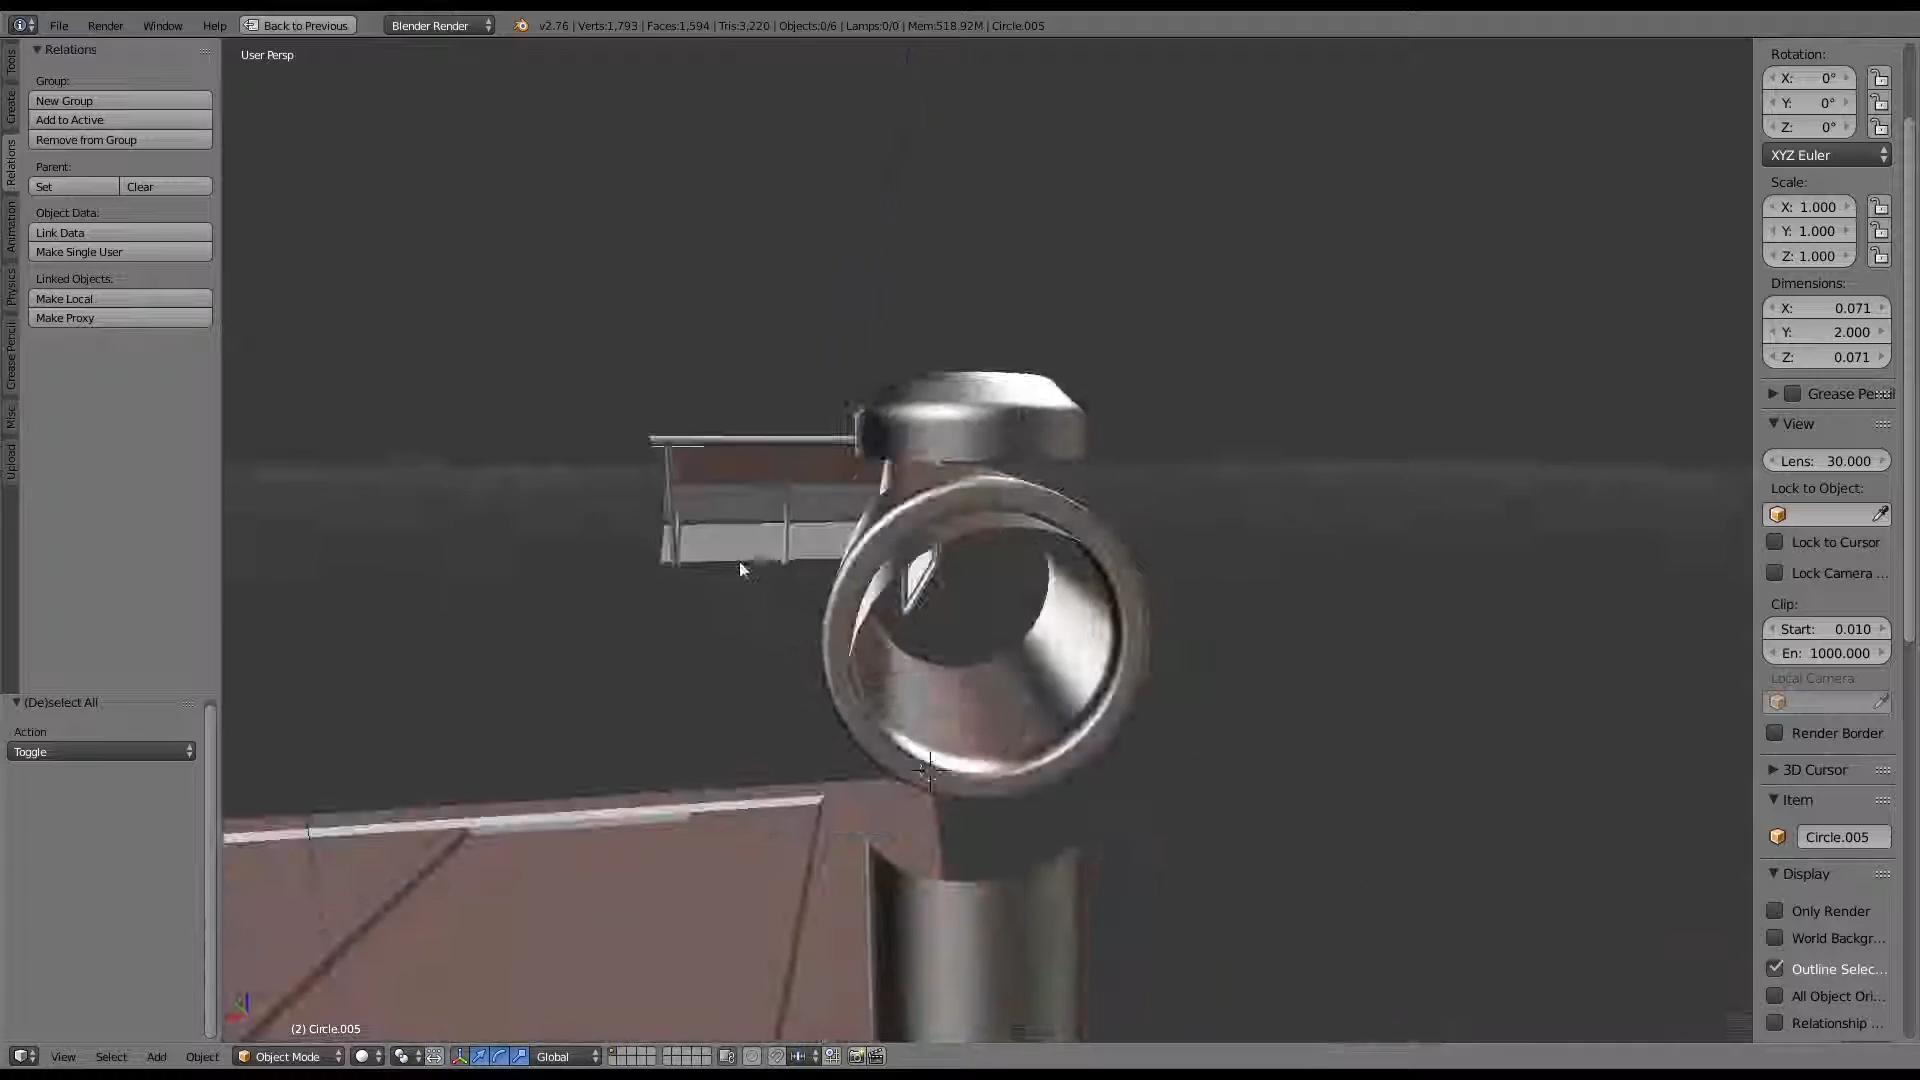 File Render Window Help Back to Previous Blender Render v2.76 | Verts:1,793 | Faces:1,594 | Tris:3,220 | Objects:0/6 | Lamps:0/0 | Mem:518.92M | Circle.005
Relations
Group:
New Group
Add to Active
Remove from Group
Parent:
Set Clear
Object Data:
Link Data
Make Single User
Linked Objects:
Make Local
Make Proxy
Tools
Create
Relations
Animation
Physics
Grease Pencil
Misc
Upload
(De)select All
Action
Toggle
User Persp
(2) Circle.005
Rotation:
X: 0°
Y: 0°
Z: 0°
XYZ Euler
Scale:
X: 1.000
Y: 1.000
Z: 1.000
Dimensions:
X: 0.071
Y: 2.000
Z: 0.071
Grease Pencil
View
Lens: 30.000
Lock to Object:
Lock to Cursor
Lock Camera ...
Clip:
Start: 0.010
En: 1000.000
Local Camera
Render Border
3D Cursor
Item
Circle.005
Display
Only Render
World Backgr...
Outline Selec...
All Object Ori...
Relationship ...
View Select Add Object Object Mode Global